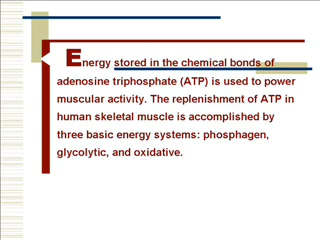 Energy stored in the chemical bonds of
adenosine triphosphate (ATP) is used to power
muscular activity. The replenishment of ATP in
human skeletal muscle is accomplished by
three basic energy systems: phosphagen,
glycolytic, and oxidative.